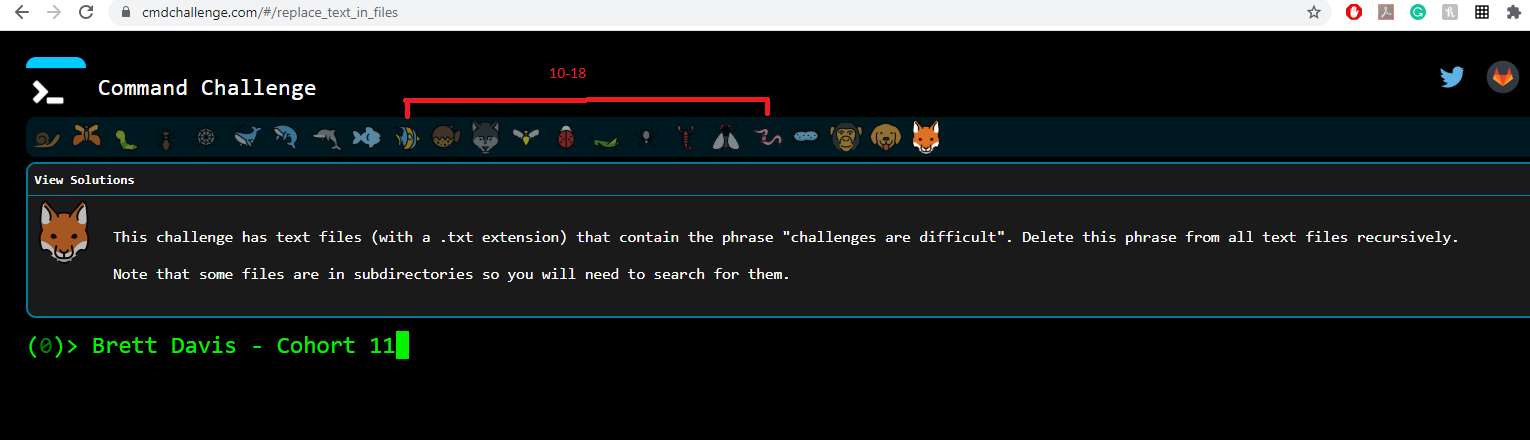 cmdchallenge.com/#/replace_text_in_files
10-18
Command Challenge
View Solutions
This challenge has text files (with a .txt extension) that contain the phrase "challenges are difficult". Delete this phrase from all text files recursively.
Note that some files are in subdirectories so you will need to search for them.
(0)> Brett Davis - Cohort 11